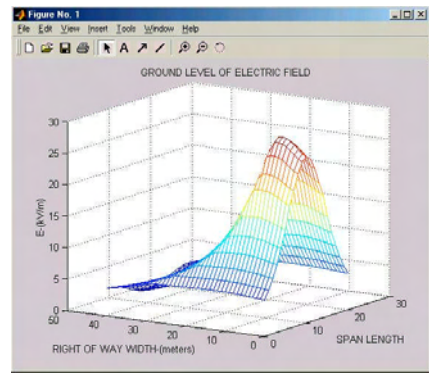 Figure No. 1
File Edit View Insert Tools Window Help
A
GROUND LEVEL OF ELECTRIC FIELD
30
25
20
15
10
5
0
E-(kV/m)
50 40 30 20 10 0
RIGHT OF WAY WIDTH-(meters)
0 10 20 30
SPAN LENGTH